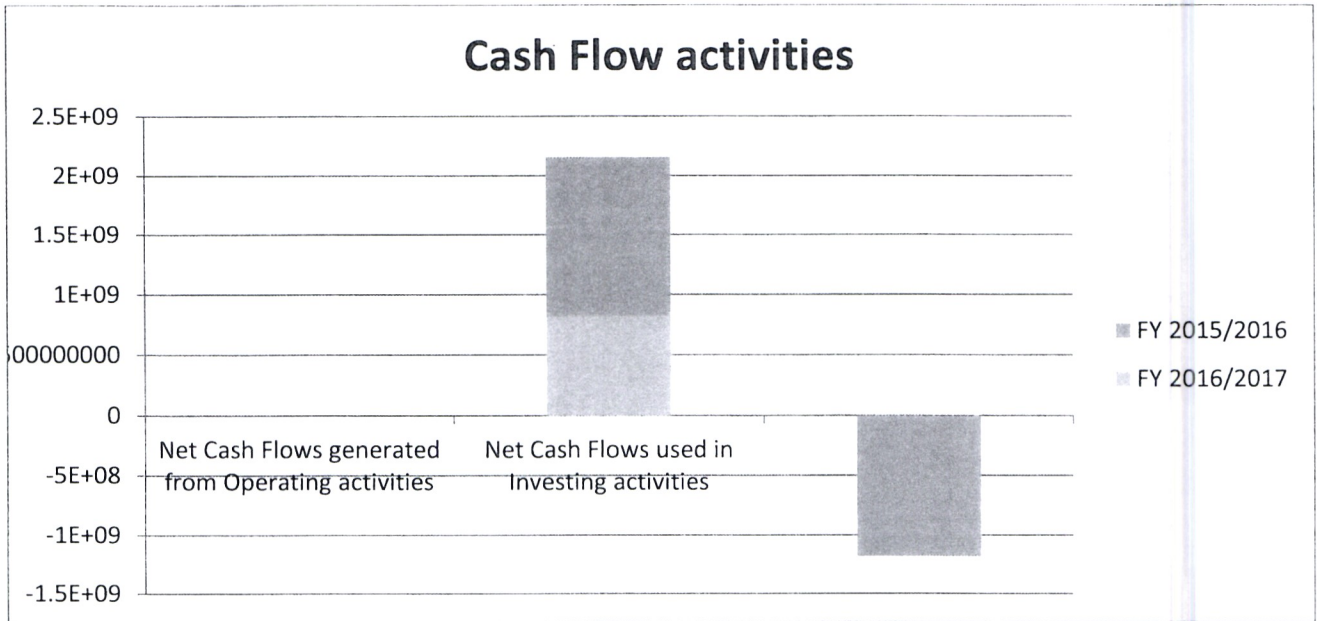 Cash Flow activities
2.5E+09
2E+09
1.5E+09
1E+09
500000000
0
-5E+08
-1E+09
-1.5E+09
Net Cash Flows generated
from Operating activities
Net Cash Flows used in
Investing activities
FY 2015/2016
FY 2016/2017